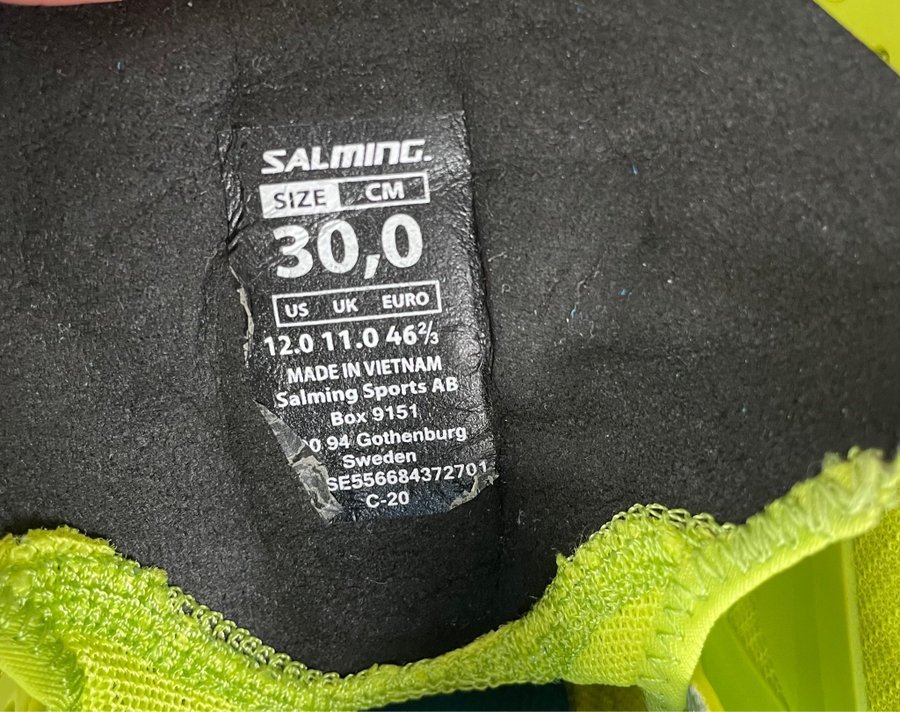 SALMING.
SIZE CM
30,0
US UK EURO
12.0 11.0 46⅔
MADE IN VIETNAM
Salming Sports AB
Box 9151
0 94 Gothenburg
Sweden
SE556684372701
C-20